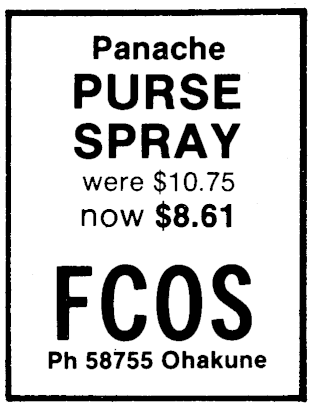 Panache
PURSE
SPRAY
were $10.75
now $8.61
FCOS
Ph 58755 Ohakune